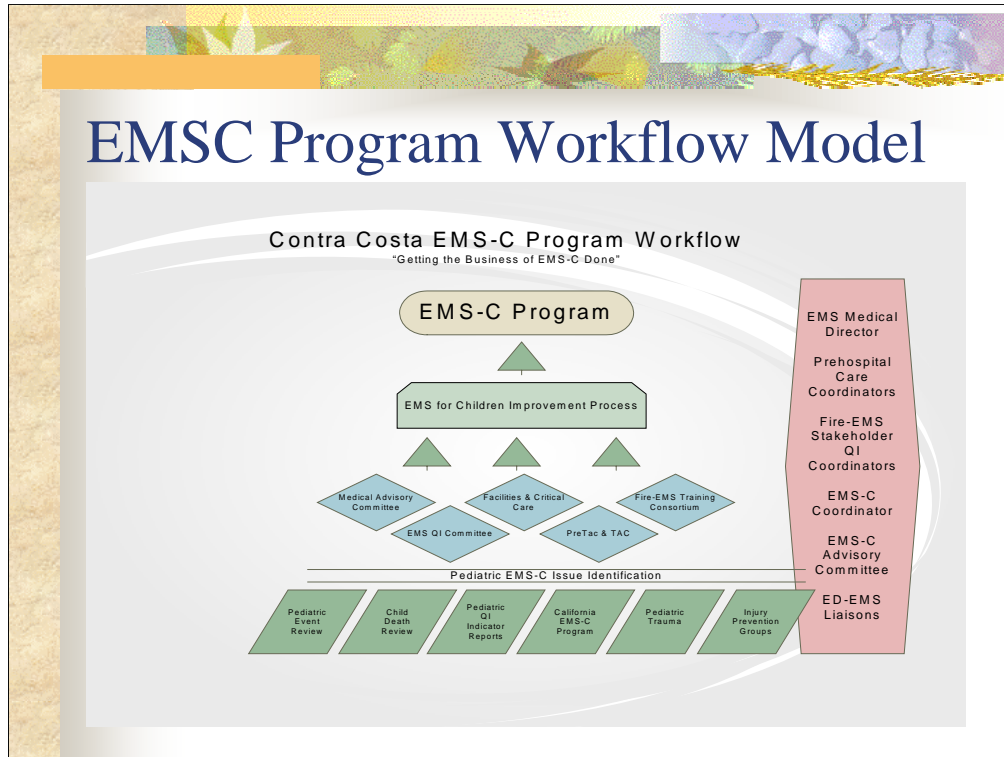 EMSC Program Workflow Model
Contra Costa EMS-C Program Workflow
"Getting the Business of EMS-C Done"
EMS-C Program
EMS for Children Improvement Process
Medical Advisory
Committee
Facilities & Critical
Care
Fire-EMS Training
Consortium
EMS QI Committee
PreTac & TAC
Pediatric EMS-C Issue Identification
Pediatric
Event
Review
Child
Death
Review
Pediatric
QI
Indicator
Reports
California
EMS-C
Program
Pediatric
Trauma
Injury
Prevention
Groups
EMS Medical
Director
Prehospital
Care
Coordinators
Fire-EMS
Stakeholder
QI
Coordinators
EMS-C
Coordinator
EMS-C
Advisory
Committee
ED-EMS
Liaisons